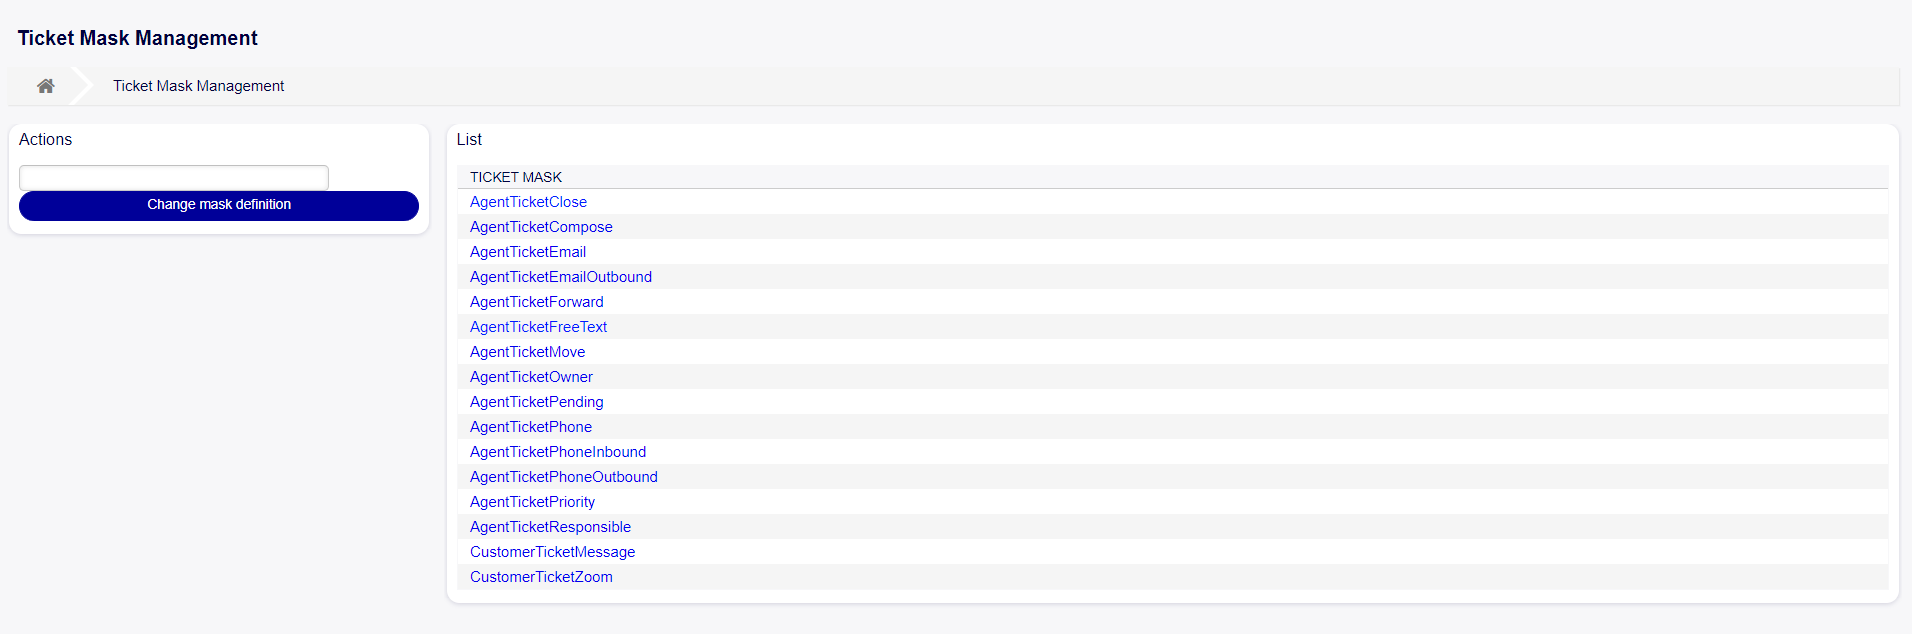 Ticket Mask Management
Ticket Mask Management
Actions
Change mask definition
List
TICKET MASK
AgentTicketClose
AgentTicketCompose
AgentTicketEmail
AgentTicketEmailOutbound
AgentTicketForward
AgentTicketFreeText
AgentTicketMove
AgentTicketOwner
AgentTicketPending
AgentTicketPhone
AgentTicketPhoneInbound
AgentTicketPhoneOutbound
AgentTicketPriority
AgentTicketResponsible
CustomerTicketMessage
CustomerTicketZoom